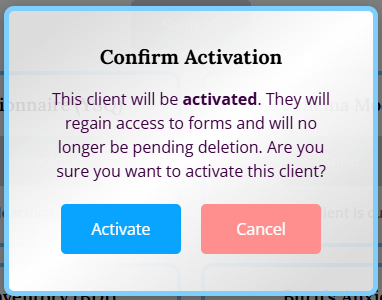 Confirm Activation
This client will be activated. They will
regain access to forms and will no
longer be pending deletion. Are you
sure you want to activate this client?
Activate Cancel